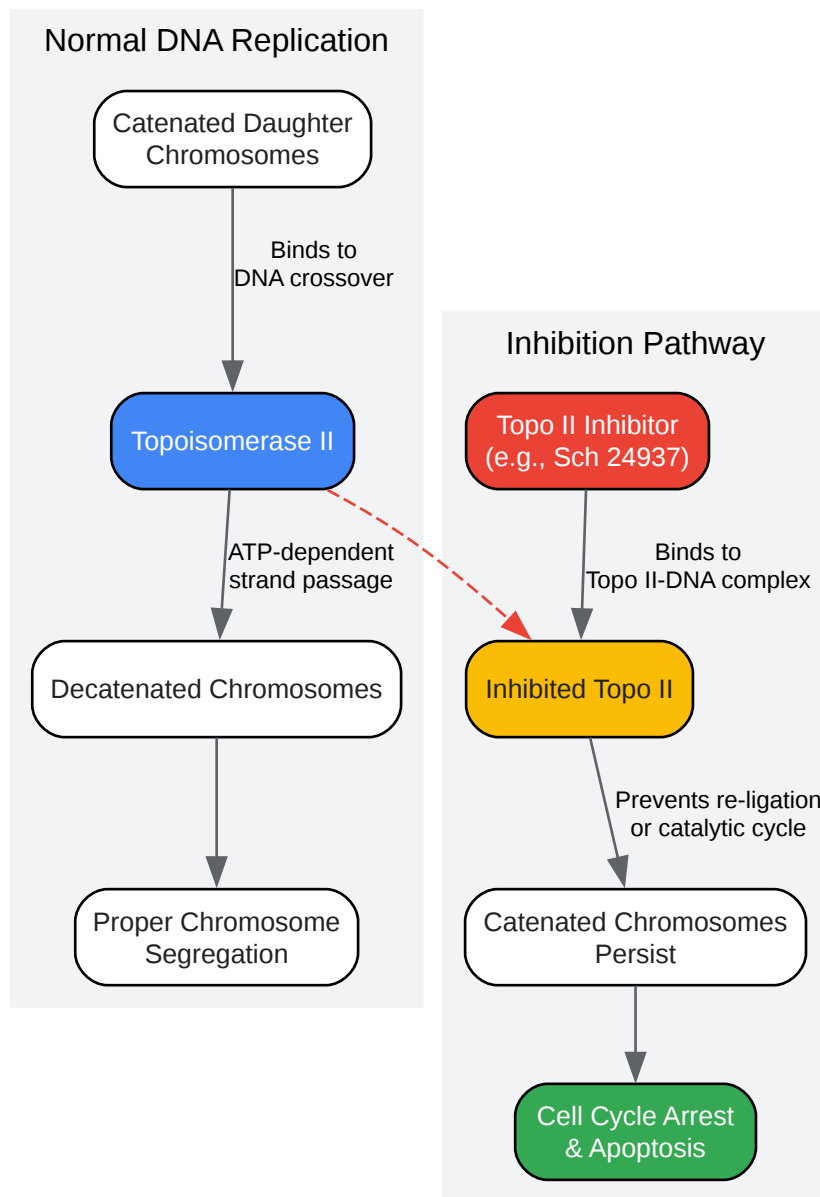 Normal DNA Replication
Catenated Daughter
Chromosomes
Binds to
DNA crossover
Topoisomerase II
ATP-dependent
strand passage
Decatenated Chromosomes
Proper Chromosome
Segregation
Inhibition Pathway
Topo II Inhibitor
(e.g., Sch 24937)
Binds to
Topo II-DNA complex
Inhibited Topo II
Prevents re-ligation
or catalytic cycle
Catenated Chromosomes
Persist
Cell Cycle Arrest
& Apoptosis